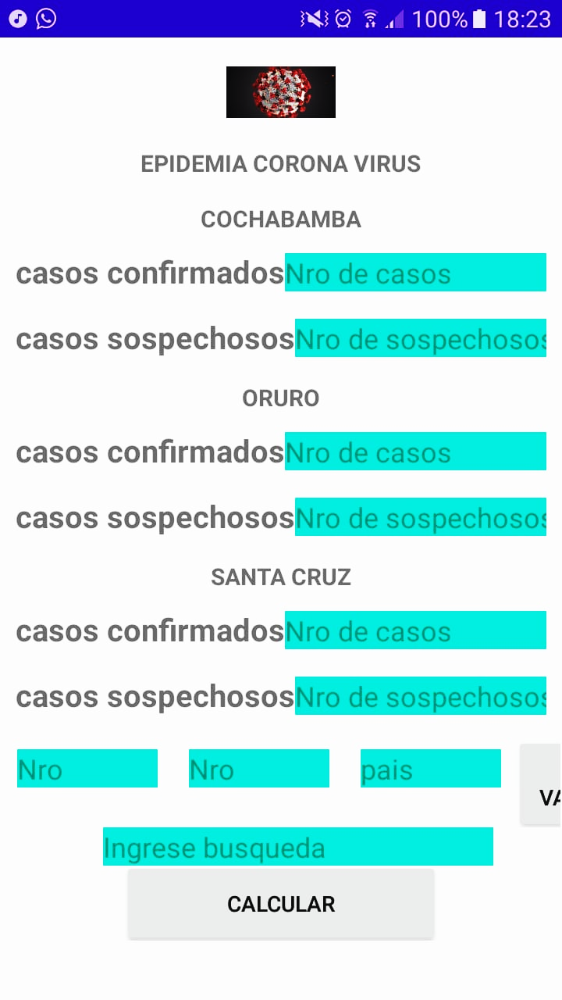 100% 18:23
EPIDEMIA CORONA VIRUS
COCHABAMBA
casos confirmados Nro de casos
casos sospechosos Nro de sospechosos
ORURO
casos confirmados Nro de casos
casos sospechosos Nro de sospechosos
SANTA CRUZ
casos confirmados Nro de casos
casos sospechosos Nro de sospechosos
Nro Nro pais
Ingrese busqueda
CALCULAR